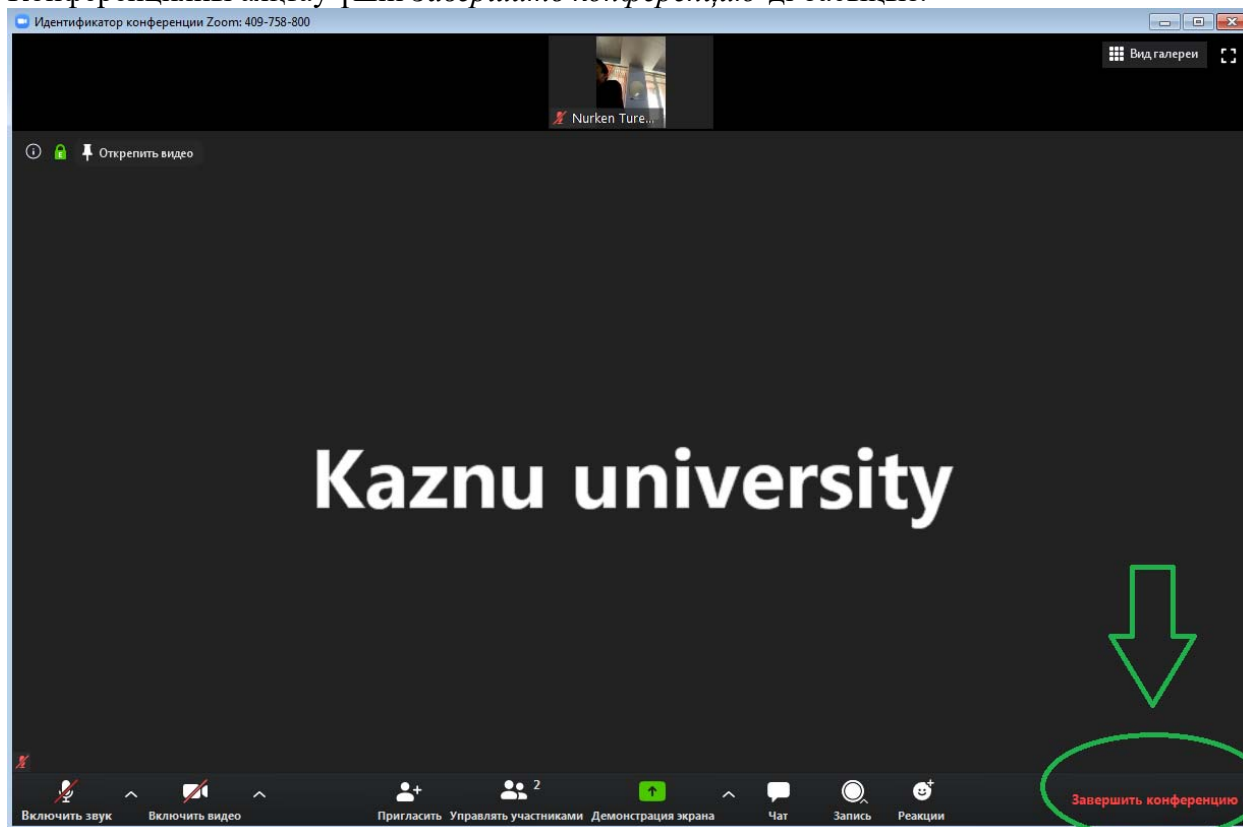 Идентификатор конференции Zoom: 409-758-800
Вид галереи
Nurken Ture...
Открепить видео
Kaznu university
2
Включить звук Включить видео Пригласить Управлять участниками Демонстрация экрана Чат Запись Реакции Завершить конференцию